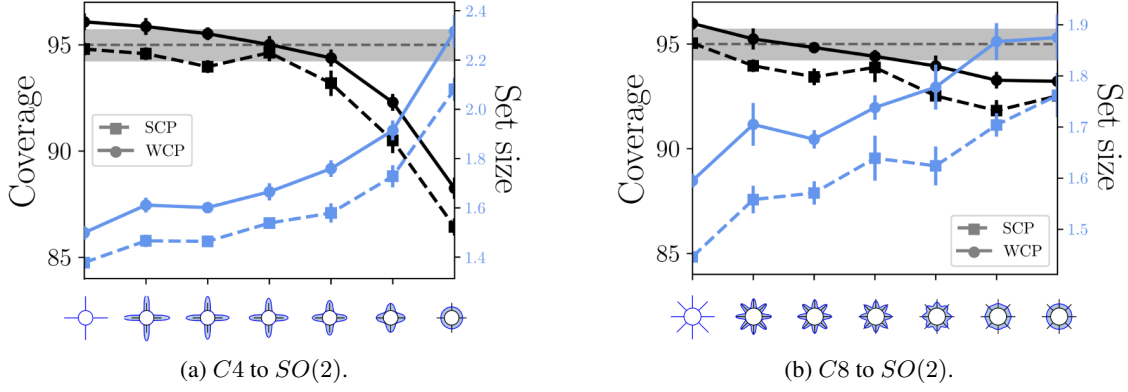 Coverage
95
90
85
SCP
WCP
2.4
2.2
2.0
1.8
1.6
1.4
Set size
(a) C4 to SO(2).
Coverage
95
90
85
SCP
WCP
1.9
1.8
1.7
1.6
1.5
Set size
(b) C8 to SO(2).